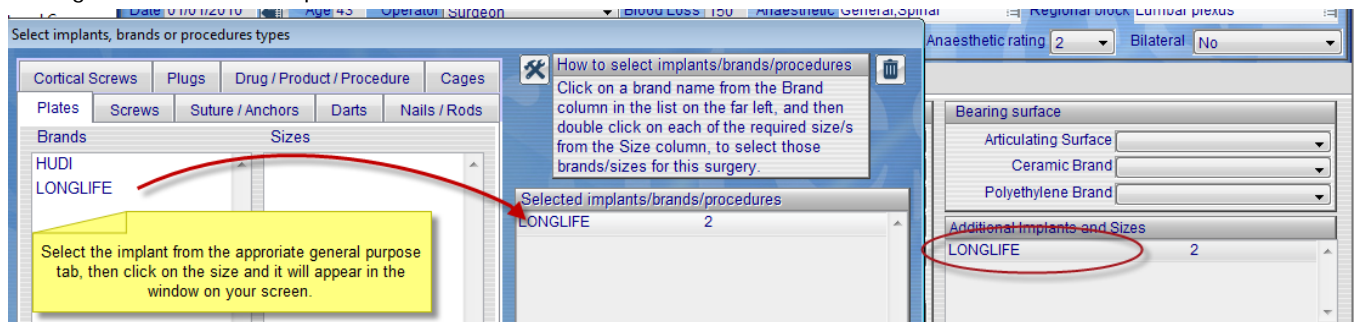 Date 01/01/2010 Age 43 Operator Surgeon Blood Loss 150 Anaesthetic General,Spinal Regional block Lumbar plexus
Select implants, brands or procedures types
Anaesthetic rating 2 Bilateral No
Cortical Screws Plugs Drug / Product / Procedure Cages
Plates Screws Suture / Anchors Darts Nails / Rods
Brands Sizes
HUDI
LONGLIFE
Select the implant from the approriate general purpose
tab, then click on the size and it will appear in the
window on your screen.
How to select implants/brands/procedures
Click on a brand name from the Brand
column in the list on the far left, and then
double click on each of the required size/s
from the Size column, to select those
brands/sizes for this surgery.
Selected implants/brands/procedures
LONGLIFE 2
Bearing surface
Articulating Surface
Ceramic Brand
Polyethylene Brand
Additional Implants and Sizes
LONGLIFE 2